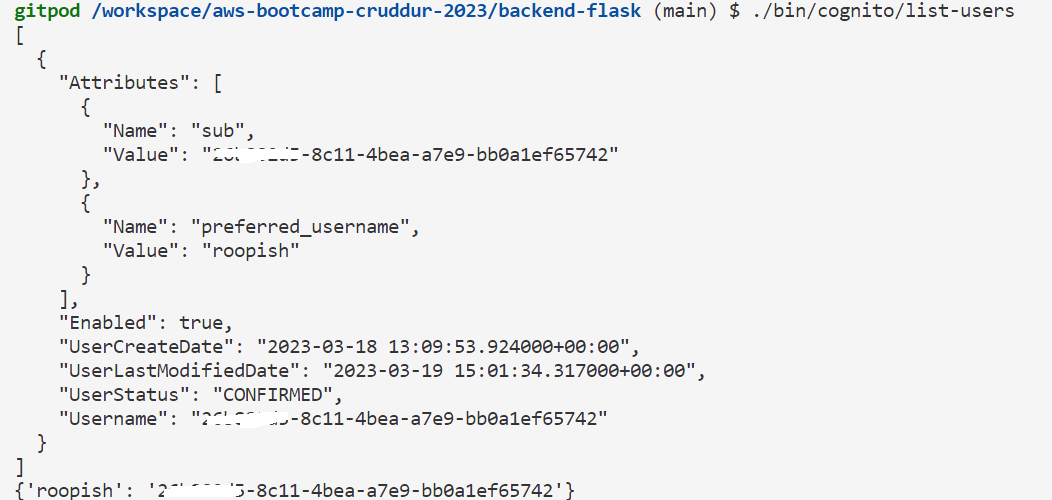 gitpod /workspace/aws-bootcamp-cruddur-2023/backend-flask (main) $ ./bin/cognito/list-users
[
{
"Attributes": [
{
"Name": "sub",
"Value": "-8c11-4bea-a7e9-bb0a1ef65742"
},
{
"Name": "preferred_username",
"Value": "roopish"
}
],
"Enabled": true,
"UserCreateDate": "2023-03-18 13:09:53.924000+00:00",
"UserLastModifiedDate": "2023-03-19 15:01:34.317000+00:00",
"UserStatus": "CONFIRMED",
"Username": "-8c11-4bea-a7e9-bb0a1ef65742"
}
]
{'roopish': '-8c11-4bea-a7e9-bb0a1ef65742'}